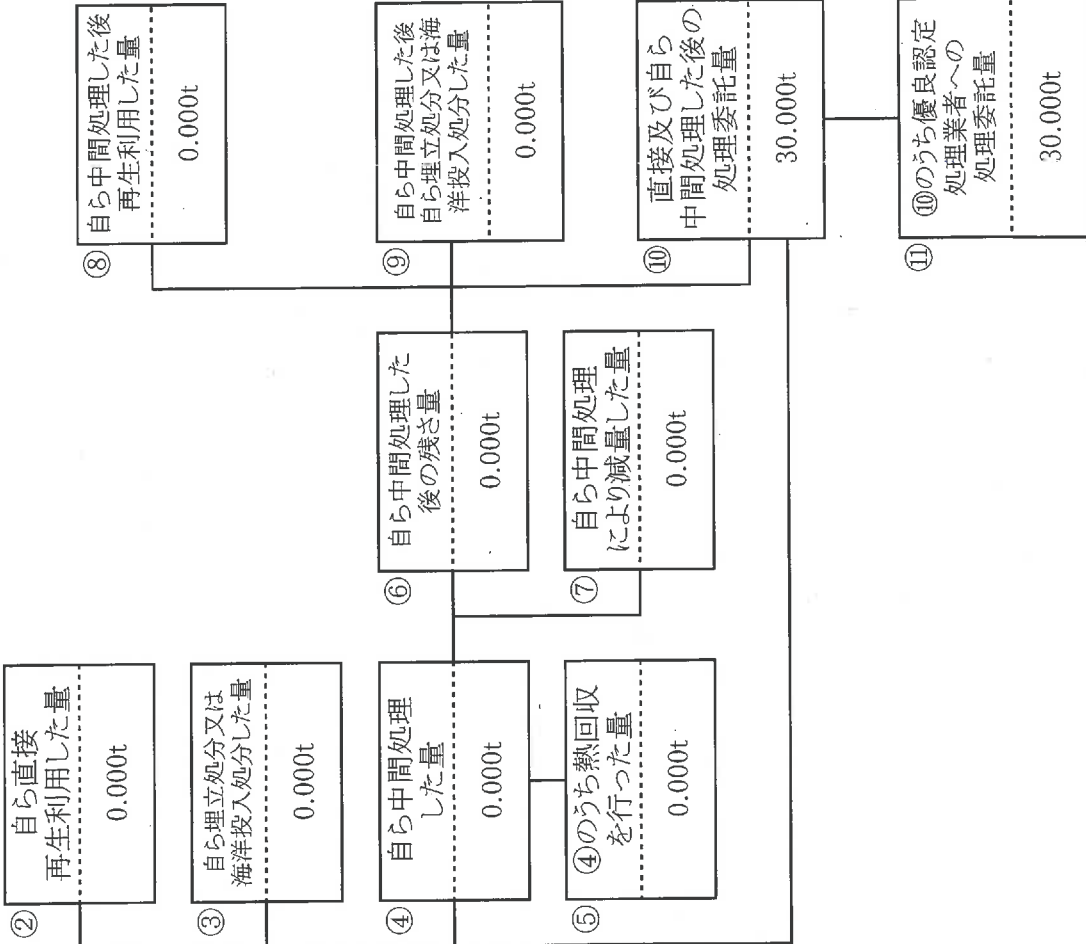 ②
自ら直接
再生利用した量
0.000t
③
自ら埋立処分又は
海洋投入処分した量
0.000t
④
自ら中間処理
した量
0.000t
⑤
④のうち熱回収
を行った量
0.000t
⑥
自ら中間処理した
後の残さ量
0.000t
⑦
自ら中間処理
により減量した量
0.000t
⑧
自ら中間処理した後
再生利用した量
0.000t
⑨
自ら中間処理した後
自ら埋立処分又は海
洋投入処分した量
0.000t
⑩
直接及び自ら
中間処理した後の
処理委託量
30.000t
⑪
⑩のうち優良認定
処理業者への
処理委託量
30.000t